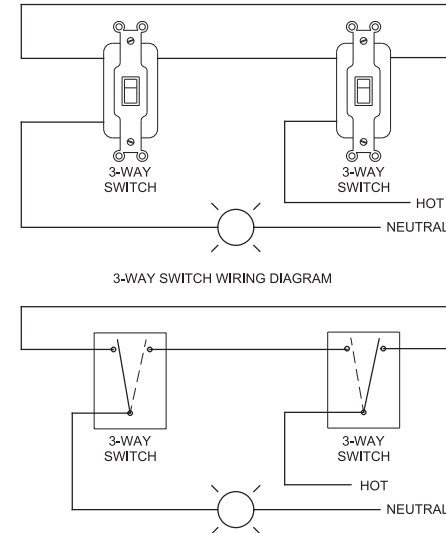 3-WAY
SWITCH
3-WAY
SWITCH
HOT
NEUTRAL
3-WAY SWITCH WIRING DIAGRAM
3-WAY
SWITCH
3-WAY
SWITCH
HOT
NEUTRAL